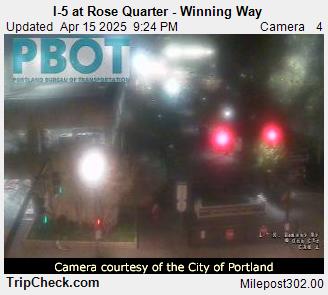 I-5 at Rose Quarter - Winning Way
Updated Apr 15 2025 9:24 PM Camera 4
PBOT
PORTLAND BUREAU OF TRANSPORTATION
Camera courtesy of the City of Portland
TripCheck.com Milepost302.00